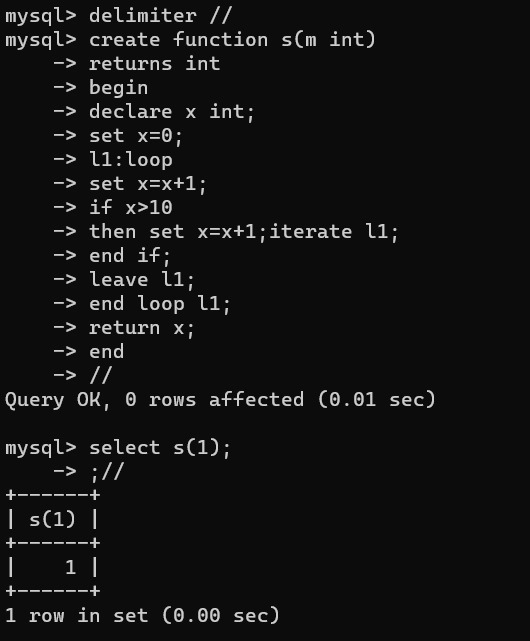 mysql> delimiter //
mysql> create function s(m int)
    -> returns int
    -> begin
    -> declare x int;
    -> set x=0;
    -> l1:loop
    -> set x=x+1;
    -> if x>10
    -> then set x=x+1;iterate l1;
    -> end if;
    -> leave l1;
    -> end loop l1;
    -> return x;
    -> end
    -> //
Query OK, 0 rows affected (0.01 sec)

mysql> select s(1);
    -> ;//
+------+
| s(1) |
+------+
|    1 |
+------+
1 row in set (0.00 sec)